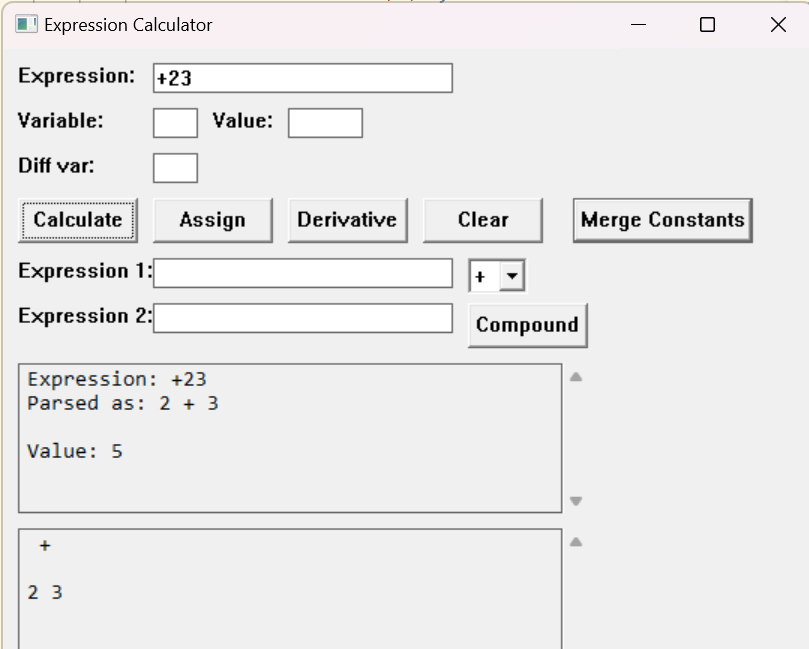 Expression Calculator
Expression: +23
Variable: Value:
Diff var:
Calculate Assign Derivative Clear Merge Constants
Expression 1: +
Expression 2: Compound
Expression: +23
Parsed as: 2 + 3
Value: 5
+
2 3